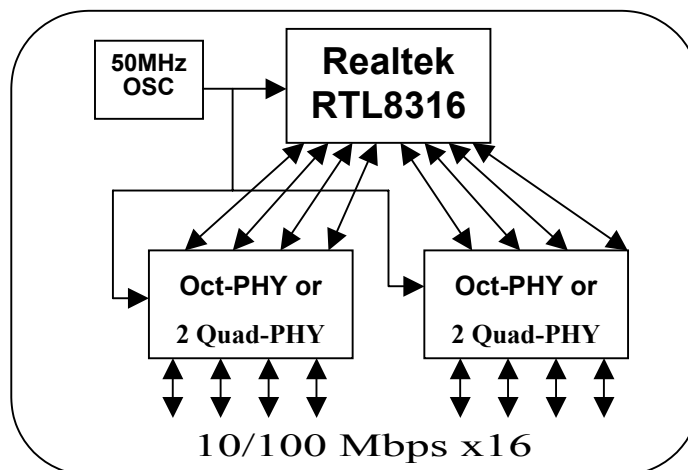 50MHz
OSC
Realtek
RTL8316
Oct-PHY or
2 Quad-PHY
Oct-PHY or
2 Quad-PHY
10/100 Mbps x16